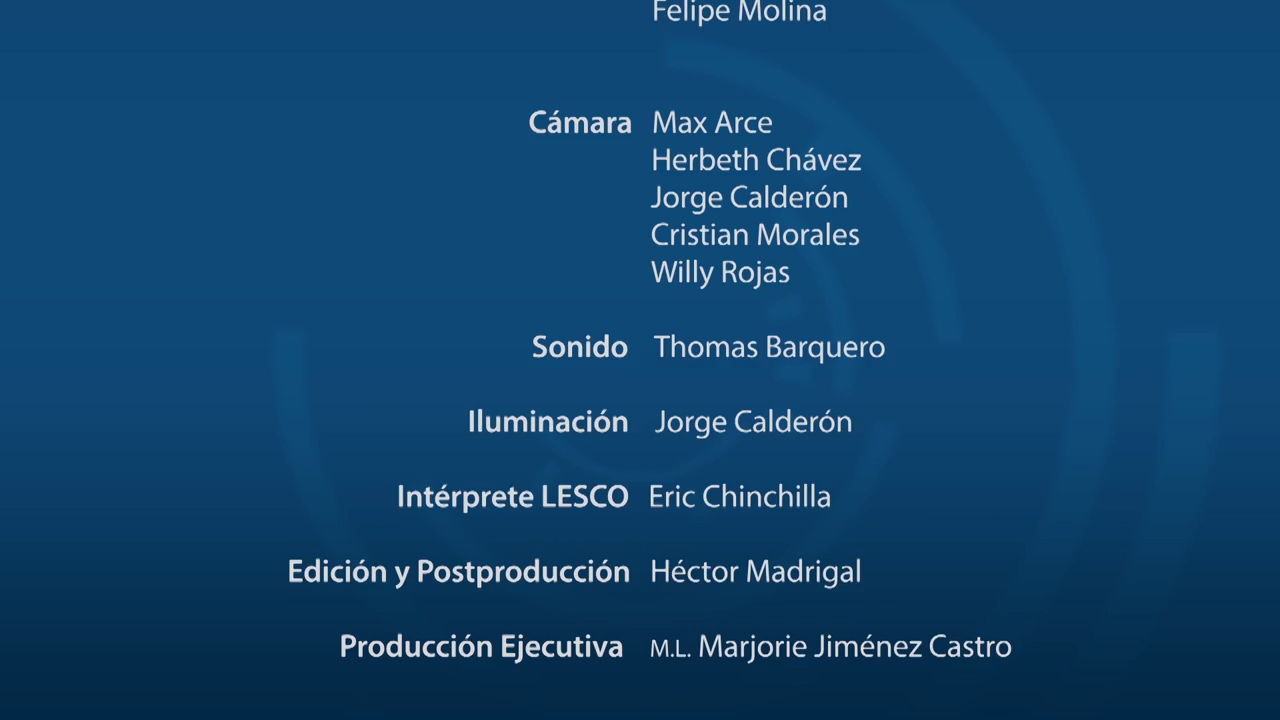 Felipe Molina
Cámara Max Arce
Herbeth Chávez
Jorge Calderón
Cristian Morales
Willy Rojas
Sonido Thomas Barquero
Iluminación Jorge Calderón
Intérprete LESCO Eric Chinchilla
Edición y Postproducción Héctor Madrigal
Producción Ejecutiva M.L. Marjorie Jiménez Castro